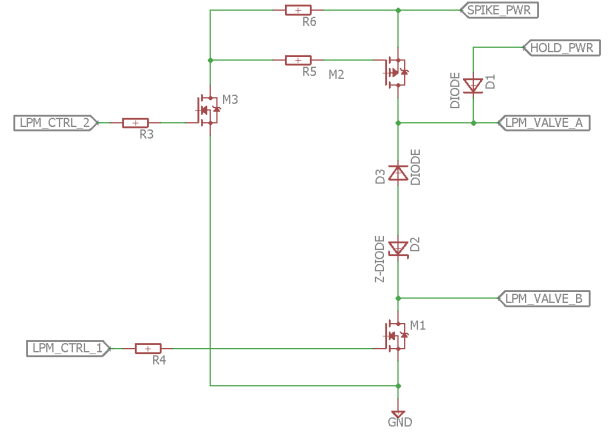 SPIKE_PWR
R6
HOLD_PWR
R5
M2
DIODE
D1
M3
LPM_CTRL_2
R3
LPM_VALVE_A
D3
DIODE
Z-DIODE
D2
LPM_VALVE_B
M1
LPM_CTRL_1
R4
GND